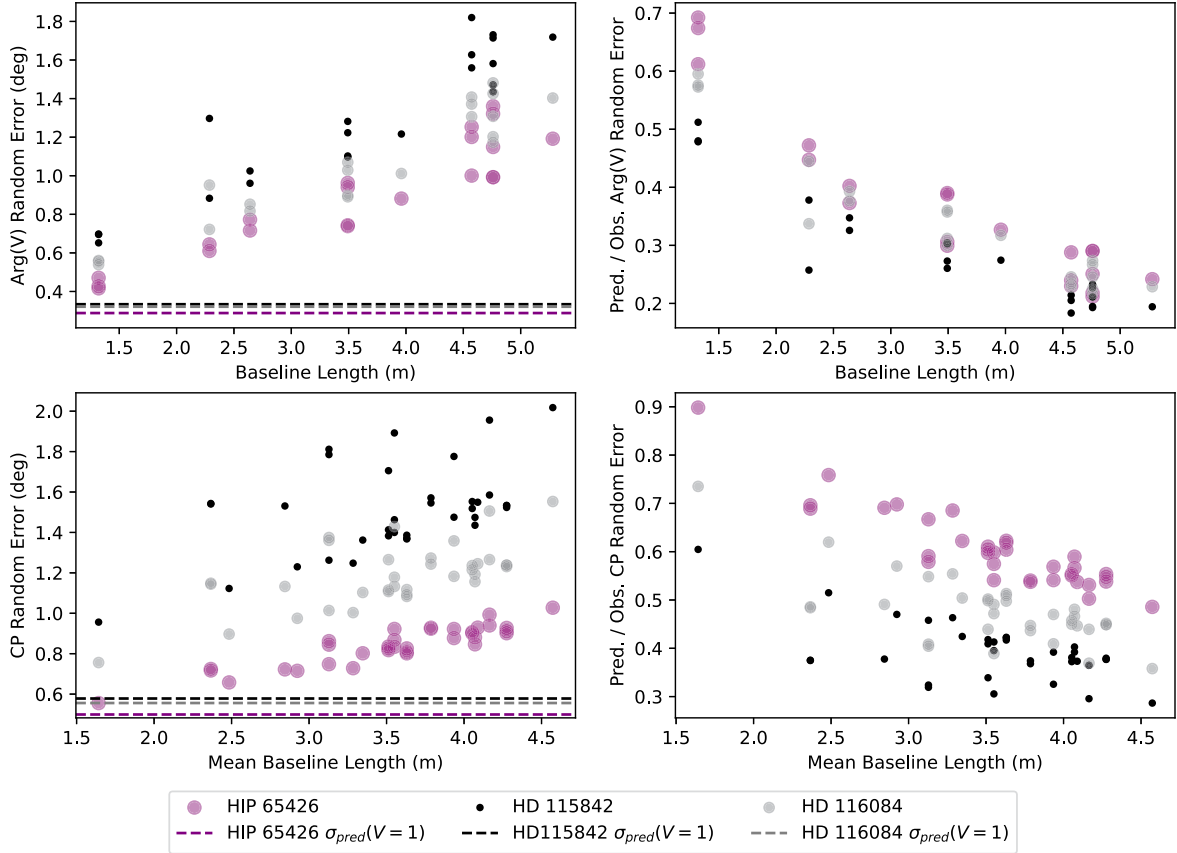 Arg(V) Random Error (deg)
1.8
1.6
1.4
1.2
1.0
0.8
0.6
0.4
1.5 2.0 2.5 3.0 3.5 4.0 4.5 5.0
Baseline Length (m)
Pred. / Obs. Arg(V) Random Error
0.7
0.6
0.5
0.4
0.3
0.2
1.5 2.0 2.5 3.0 3.5 4.0 4.5 5.0
Baseline Length (m)
CP Random Error (deg)
2.0
1.8
1.6
1.4
1.2
1.0
0.8
0.6
1.5 2.0 2.5 3.0 3.5 4.0 4.5
Mean Baseline Length (m)
Pred. / Obs. CP Random Error
0.9
0.8
0.7
0.6
0.5
0.4
0.3
1.5 2.0 2.5 3.0 3.5 4.0 4.5
Mean Baseline Length (m)
HIP 65426 HD 115842 HD 116084
HIP 65426 σpred(V = 1) HD115842 σpred(V = 1) HD 116084 σpred(V = 1)